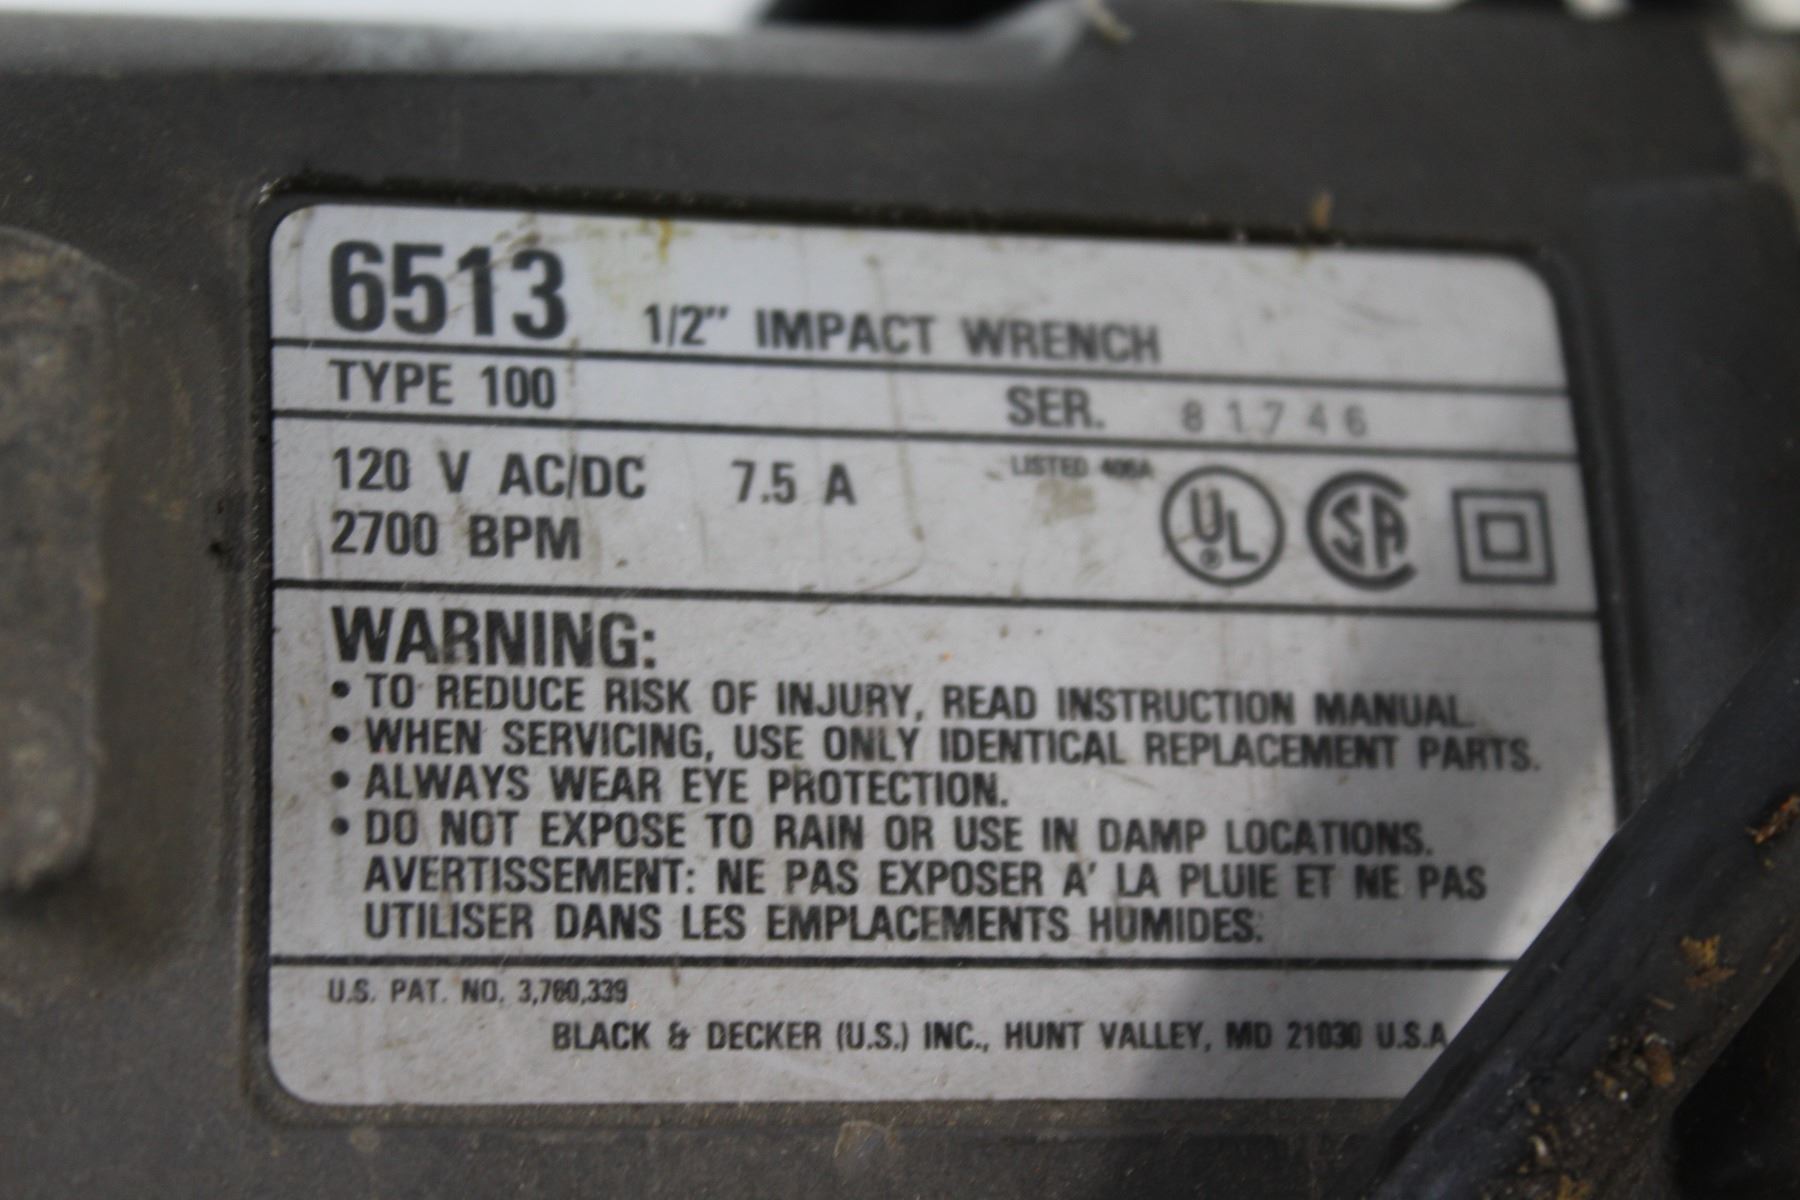 6513 1/2" IMPACT WRENCH
TYPE 100 SER. 81746
120 V AC/DC 7.5 A LISTED
2700 BPM UL ® SA
WARNING:
• TO REDUCE RISK OF INJURY, READ INSTRUCTION MANUAL.
• WHEN SERVICING, USE ONLY IDENTICAL REPLACEMENT PARTS.
• ALWAYS WEAR EYE PROTECTION.
• DO NOT EXPOSE TO RAIN OR USE IN DAMP LOCATIONS.
AVERTISSEMENT: NE PAS EXPOSER A' LA PLUIE ET NE PAS
UTILISER DANS LES EMPLACEMENTS HUMIDES.
U.S. PAT. NO. 3,760,339
BLACK & DECKER (U.S.) INC., HUNT VALLEY, MD 21030 U.S.A